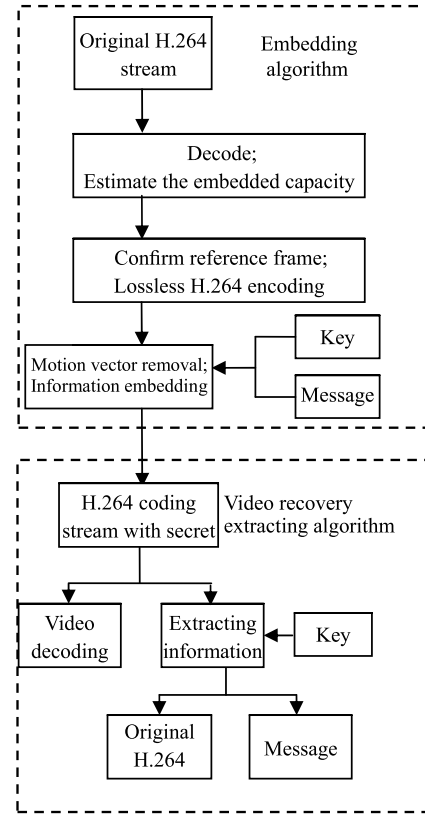 Original H.264
stream
Embedding
algorithm
Decode;
Estimate the embedded capacity
Confirm reference frame;
Lossless H.264 encoding
Motion vector removal;
Information embedding
Key
Message
H.264 coding
stream with secret
Video recovery
extracting algorithm
Video
decoding
Extracting
information
Key
Original
H.264
Message